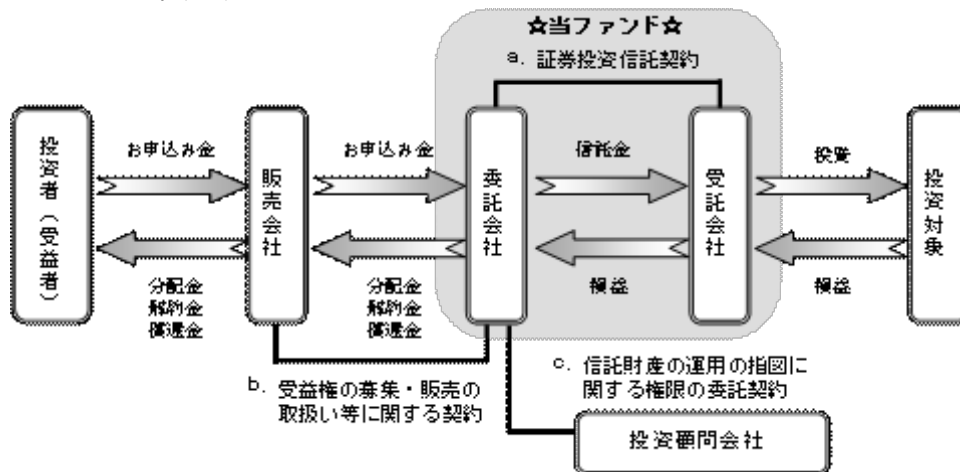 ☆当ファンド☆
a. 証券投資信託契約
投資者（受益者）
お申込み金
分配金
解約金
償還金
販売会社
お申込み金
分配金
解約金
償還金
委託会社
信託金
損益
受託会社
投資
損益
投資対象
b. 受益権の募集・販売の
取扱い等に関する契約
c. 信託財産の運用の指図に
関する権限の委託契約
投資顧問会社